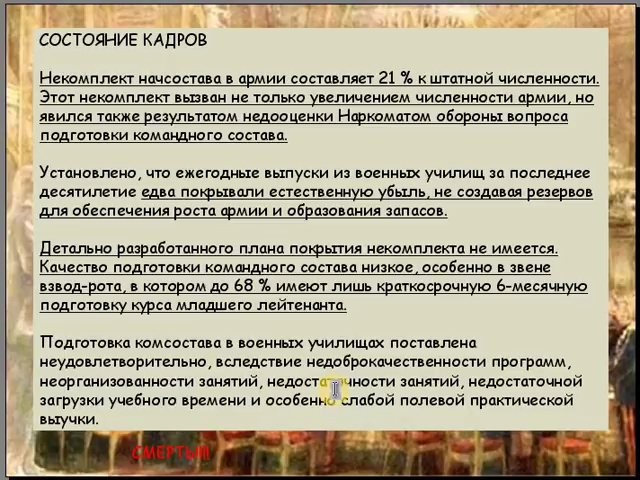 СОСТОЯНИЕ КАДРОВ
Некомплект начсостава в армии составляет 21 % к штатной численности.
Этот некомплект вызван не только увеличением численности армии, но
явился также результатом недооценки Наркоматом обороны вопроса
подготовки командного состава.
Установлено, что ежегодные выпуски из военных училищ за последнее
десятилетие едва покрывали естественную убыль, не создавая резервов
для обеспечения роста армии и образования запасов.
Детально разработанного плана покрытия некомплекта не имеется.
Качество подготовки командного состава низкое, особенно в звене
взвод-рота, в котором до 68 % имеют лишь краткосрочную 6-месячную
подготовку курса младшего лейтенанта.
Подготовка комсостава в военных училищах поставлена
неудовлетворительно, вследствие недоброкачественности программ,
неорганизованности занятий, недостаточности занятий, недостаточной
загрузки учебного времени и особенно слабой полевой практической
выучки.
СМЕРТЫ!!!